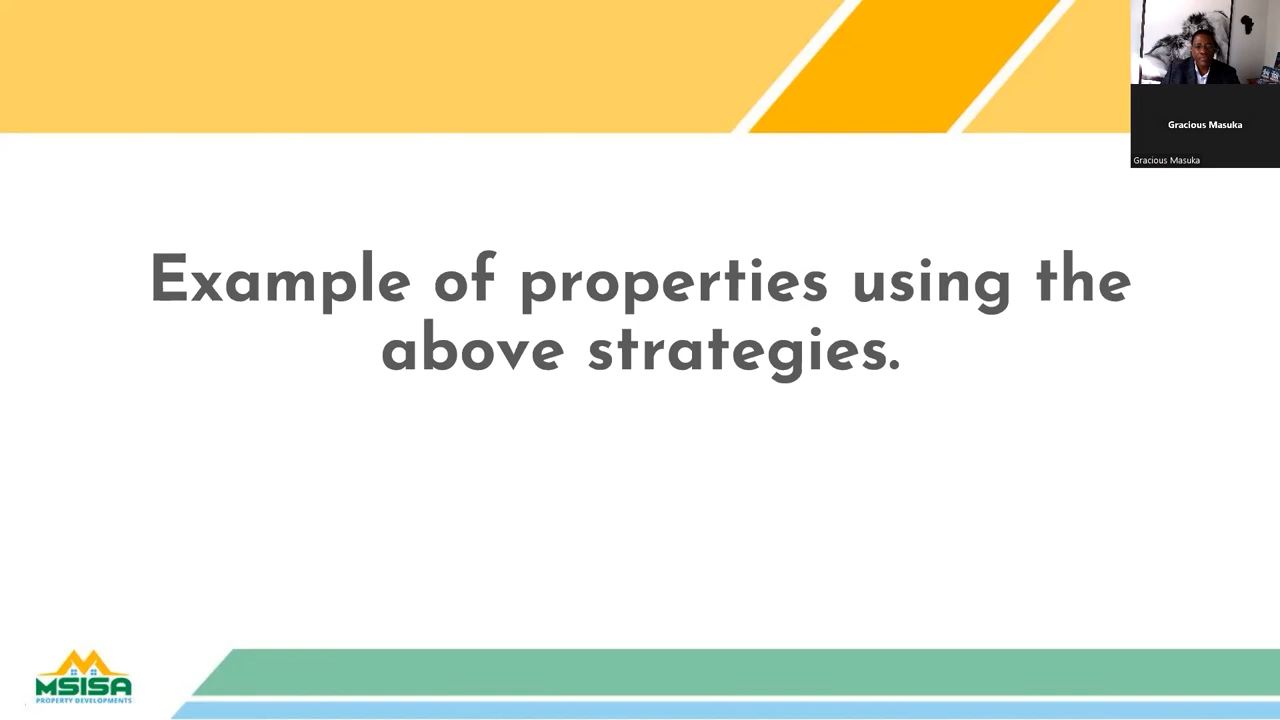 Gracious Masuka
Gracious Masuka
Example of properties using the
above strategies.
MSISA
PROPERTY DEVELOPMENTS